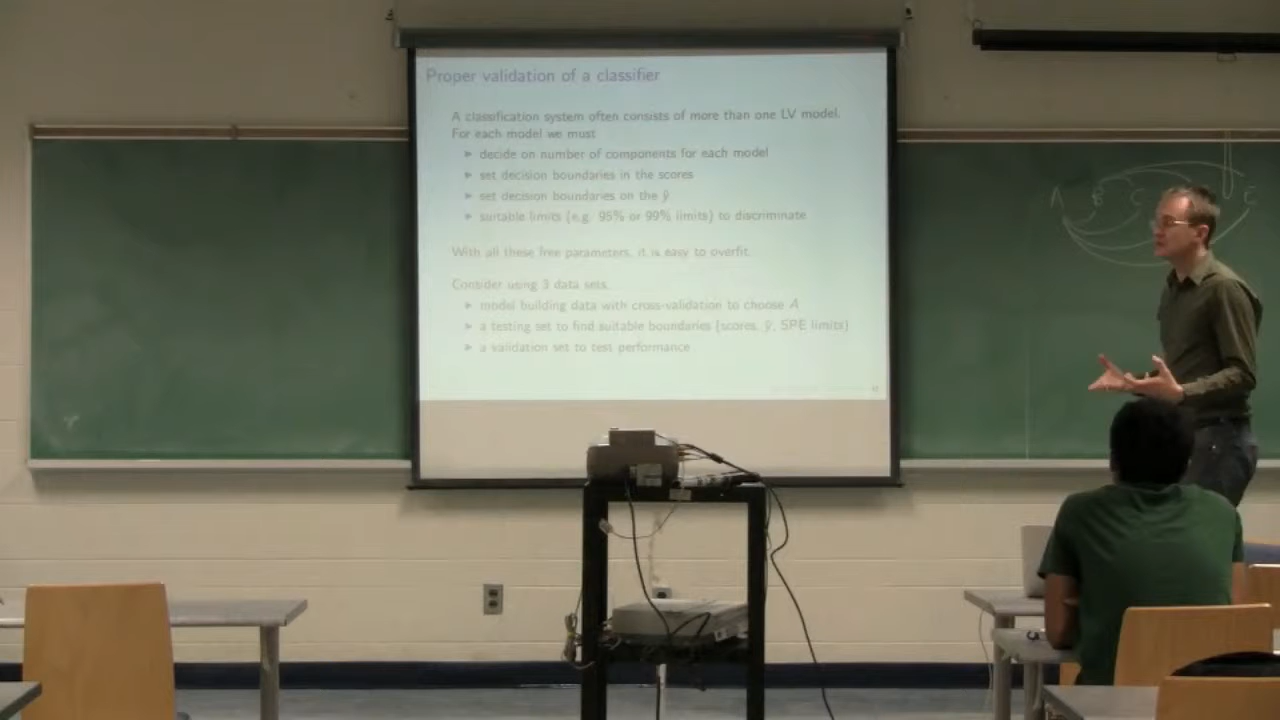 Proper validation of a classifier
A classification system often consists of more than one LV model.
For each model we must
► decide on number of components for each model
► set decision boundaries in the scores
► set decision boundaries on the ŷ
► suitable limits (e.g. 95% or 99% limits) to discriminate
With all these free parameters, it is easy to overfit.
Consider using 3 data sets.
► model building data with cross-validation to choose A
► a testing set to find suitable boundaries (scores, ŷ, SPE limits)
► a validation set to test performance
A B C E